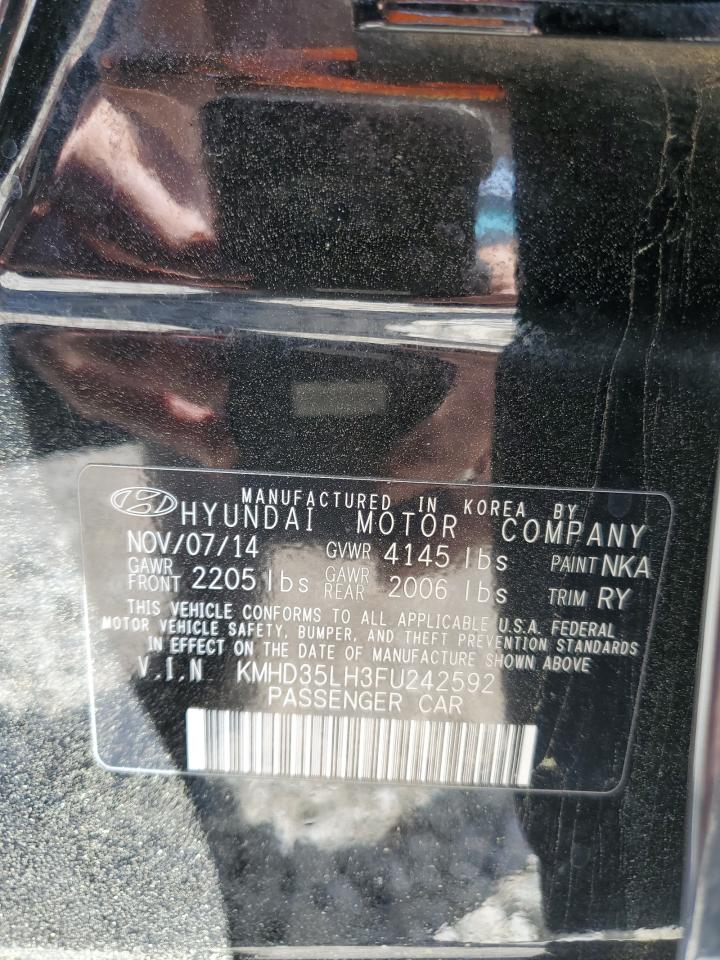 MANUFACTURED IN KOREA BY
HYUNDAI MOTOR COMPANY
NOV/07/14 GVWR 4145 lbs PAINT NKA
GAWR FRONT 2205 lbs GAWR REAR 2006 lbs TRIM RY
THIS VEHICLE CONFORMS TO ALL APPLICABLE U.S.A. FEDERAL
MOTOR VEHICLE SAFETY, BUMPER, AND THEFT PREVENTION STANDARDS
IN EFFECT ON THE DATE OF MANUFACTURE SHOWN ABOVE
V.I.N KMHD35LH3FU242592
PASSENGER CAR